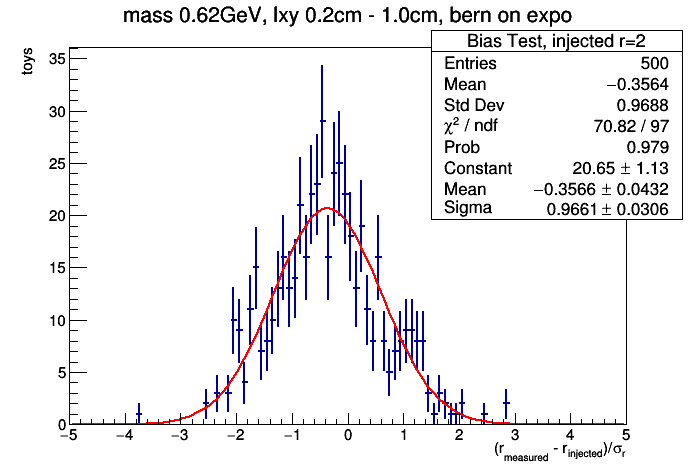 mass 0.62GeV, lxy 0.2cm - 1.0cm, bern on expo
Bias Test, injected r=2
Entries 500
Mean −0.3564
Std Dev 0.9688
χ² / ndf 70.82 / 97
Prob 0.979
Constant 20.65 ± 1.13
Mean −0.3566 ± 0.0432
Sigma 0.9661 ± 0.0306
toys
35
30
25
20
15
10
5
0
−5 −4 −3 −2 −1 0 1 2 3 4 5
(r_measured - r_injected)/σ_r